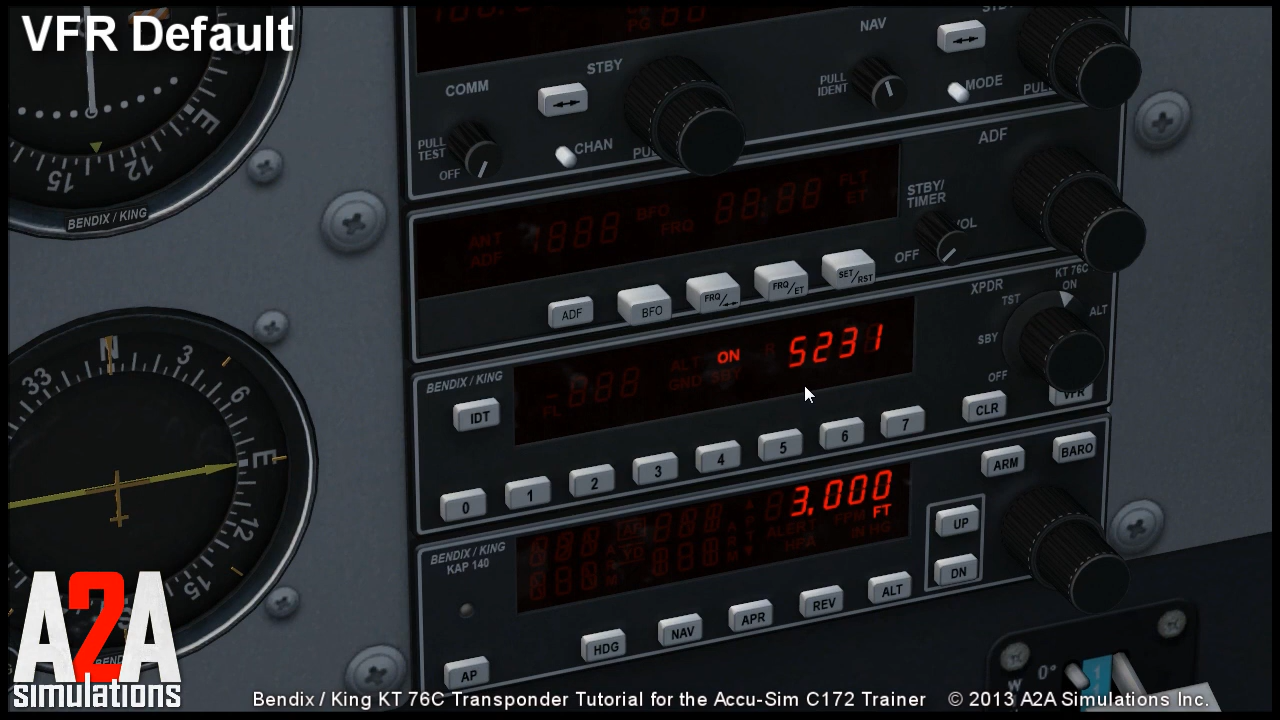 VFR Default
PG
NAV
COMM
STBY
PULL IDENT
MODE
PULL TEST
OFF
CHAN
E
12
15
BENDIX / KING
ADF
STBY/
TIMER
VOL
OFF
ANT
ADF
BFO
FRQ
88:88
FLT
ET
ADF
BFO
FRQ/↔
FRQ/ET
SET/RST
XPDR
KT 76C
TST
ON
ALT
SBY
OFF
BENDIX / KING
FL
ALT
ON
GND
SBY
R
5231
IDT
0
1
2
3
4
5
6
7
CLR
VFR
N
3
6
E
12
15
33
BENDIX / KING
KAP 140
3,000
FT
ALERT
FPM
HPA
IN HG
ARM
BARO
UP
DN
AP
HDG
NAV
APR
REV
ALT
0°
A2A
simulations
Bendix / King KT 76C Transponder Tutorial for the Accu-Sim C172 Trainer © 2013 A2A Simulations Inc.